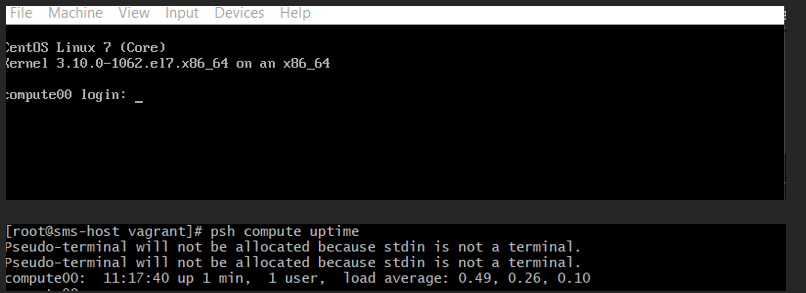 File Machine View Input Devices Help
CentOS Linux 7 (Core)
Kernel 3.10.0-1062.el7.x86_64 on an x86_64
compute00 login: _
[root@sms-host vagrant]# psh compute uptime
Pseudo-terminal will not be allocated because stdin is not a terminal.
Pseudo-terminal will not be allocated because stdin is not a terminal.
compute00:  11:17:40 up 1 min,  1 user,  load average: 0.49, 0.26, 0.10